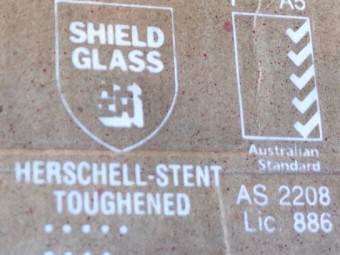 SHIELD
GLASS
A5
Australian
Standard
HERSCHELL-STENT
TOUGHENED
AS 2208
Lic. 886